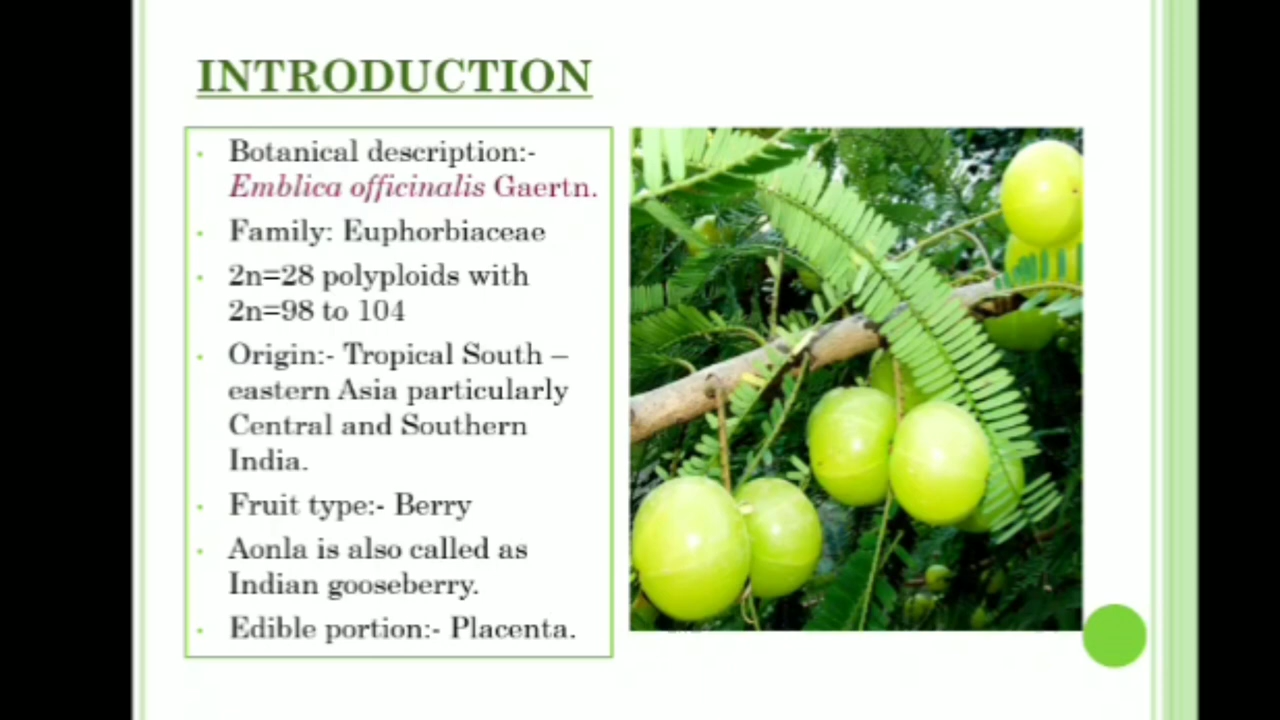 INTRODUCTION
Botanical description:-
Emblica officinalis Gaertn.
Family: Euphorbiaceae
2n=28 polyploids with
2n=98 to 104
Origin:- Tropical South –
eastern Asia particularly
Central and Southern
India.
Fruit type:- Berry
Aonla is also called as
Indian gooseberry.
Edible portion:- Placenta.